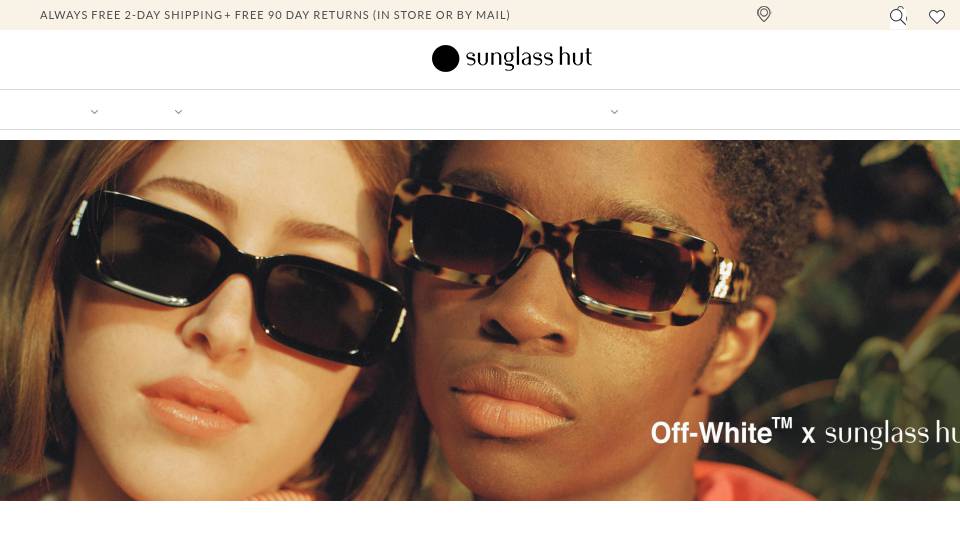 ALWAYS FREE 2-DAY SHIPPING + FREE 90 DAY RETURNS (IN STORE OR BY MAIL)
sunglass hut
Off-White™ x sunglass hu